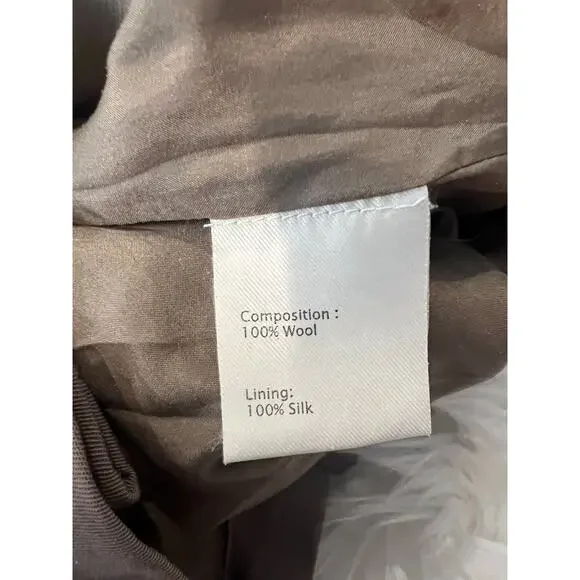 Composition :
100% Wool
Lining:
100% Silk